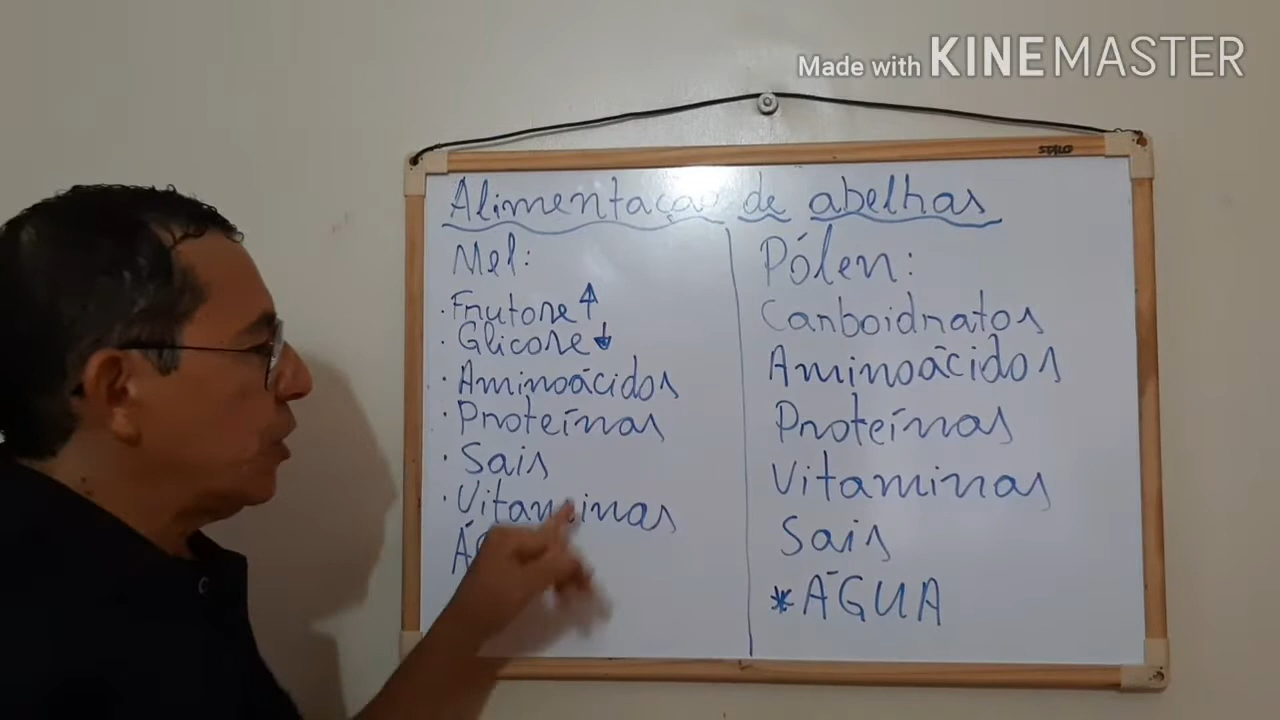 Made with KINEMASTER
STALO
Alimentação de abelhas
Mel:
· Frutose ↑
· Glicose ↓
· Aminoácidos
· Proteínas
· Sais
· Vitaminas
Pólen:
Carboidratos
Aminoácidos
Proteínas
Vitaminas
Sais
* ÁGUA